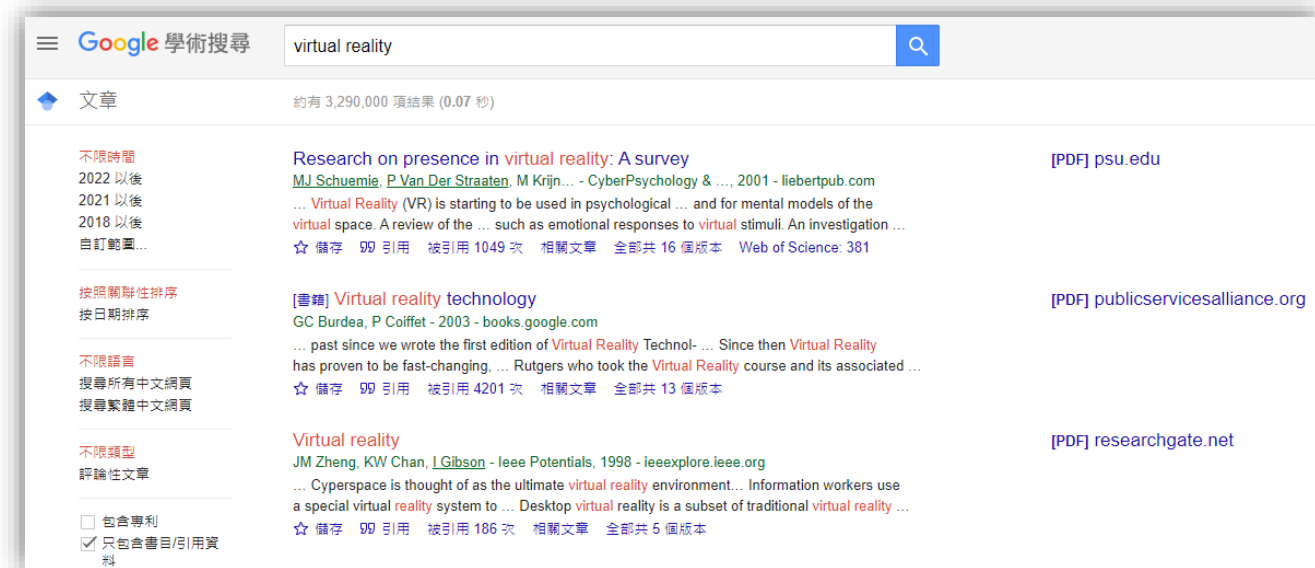 Google 學術搜尋
virtual reality
文章
約有 3,290,000 項結果 (0.07 秒)
不限時間
2022 以後
2021 以後
2018 以後
自訂範圍...
按照關聯性排序
按日期排序
不限語言
搜尋所有中文網頁
搜尋繁體中文網頁
不限類型
評論性文章
包含專利
只包含書目/引用資
料
Research on presence in virtual reality: A survey
MJ Schuemie, P Van Der Straaten, M Krijn... - CyberPsychology & …, 2001 - liebertpub.com
… Virtual Reality (VR) is starting to be used in psychological … and for mental models of the
virtual space. A review of the … such as emotional responses to virtual stimuli. An investigation …
儲存 引用 被引用 1049 次 相關文章 全部共 16 個版本 Web of Science: 381
[PDF] psu.edu
[書籍] Virtual reality technology
GC Burdea, P Coiffet - 2003 - books.google.com
… past since we wrote the first edition of Virtual Reality Technol- … Since then Virtual Reality
has proven to be fast-changing, … Rutgers who took the Virtual Reality course and its associated …
儲存 引用 被引用 4201 次 相關文章 全部共 13 個版本
[PDF] publicservicesalliance.org
Virtual reality
JM Zheng, KW Chan, I Gibson - Ieee Potentials, 1998 - ieeexplore.ieee.org
… Cyperspace is thought of as the ultimate virtual reality environment… Information workers use
a special virtual reality system to … Desktop virtual reality is a subset of traditional virtual reality …
儲存 引用 被引用 186 次 相關文章 全部共 5 個版本
[PDF] researchgate.net